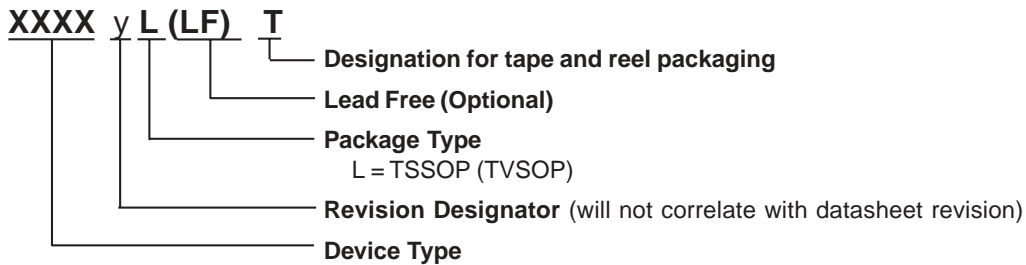 XXXX y L (LF) T
Designation for tape and reel packaging
Lead Free (Optional)
Package Type
L = TSSOP (TVSOP)
Revision Designator (will not correlate with datasheet revision)
Device Type